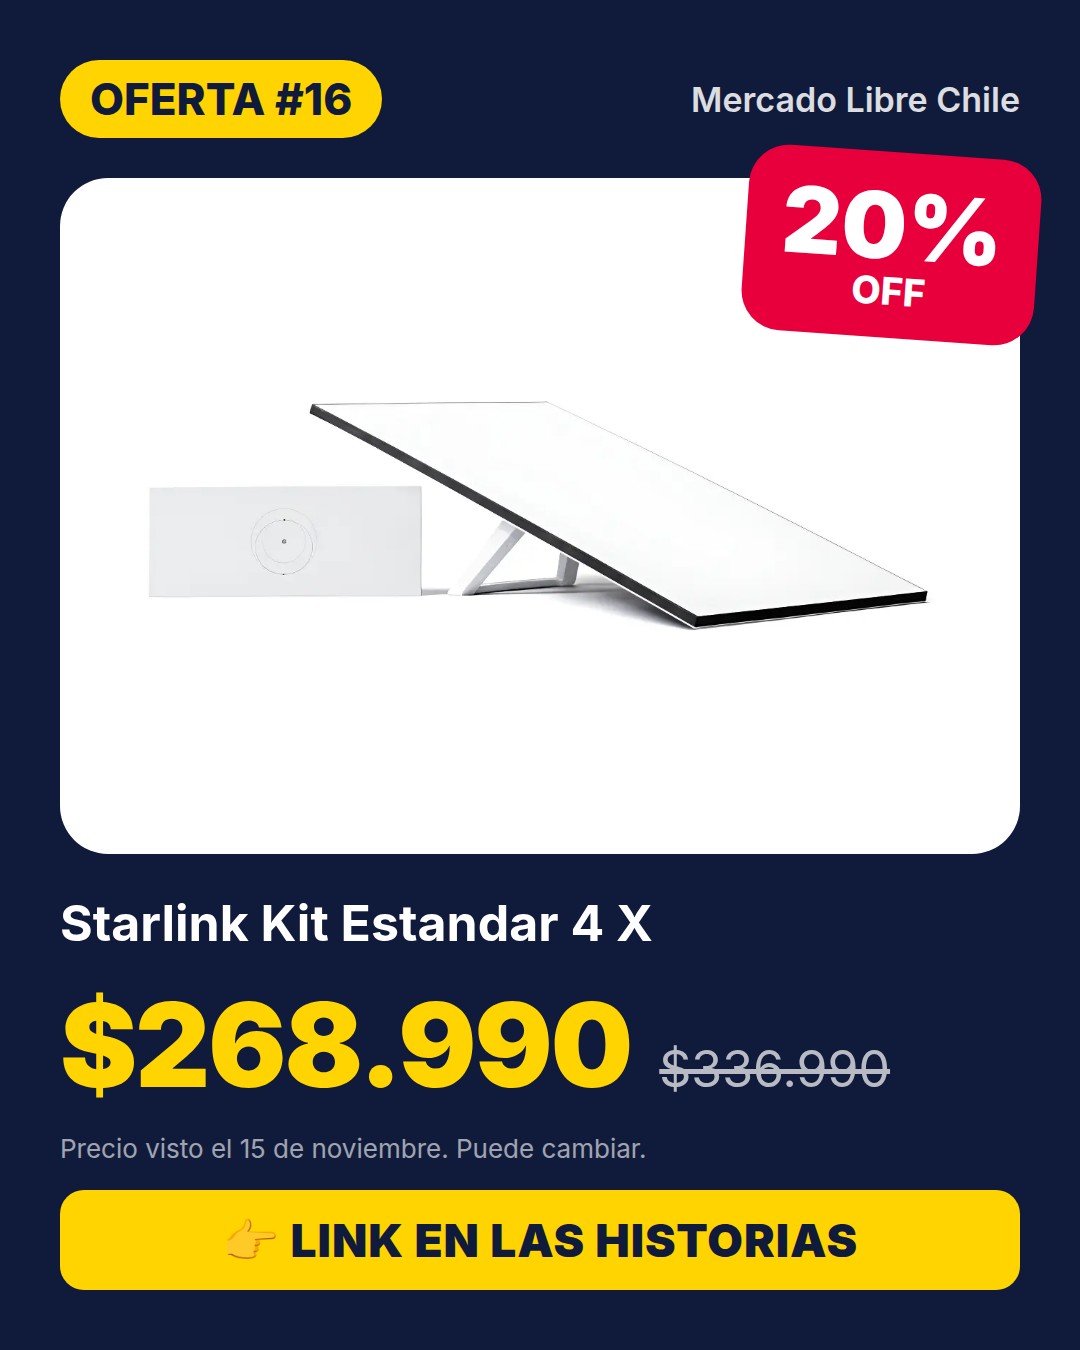 OFERTA #16
Mercado Libre Chile
20%
OFF
Starlink Kit Estandar 4 X
$268.990
$336.990
Precio visto el 15 de noviembre. Puede cambiar.
👉 LINK EN LAS HISTORIAS